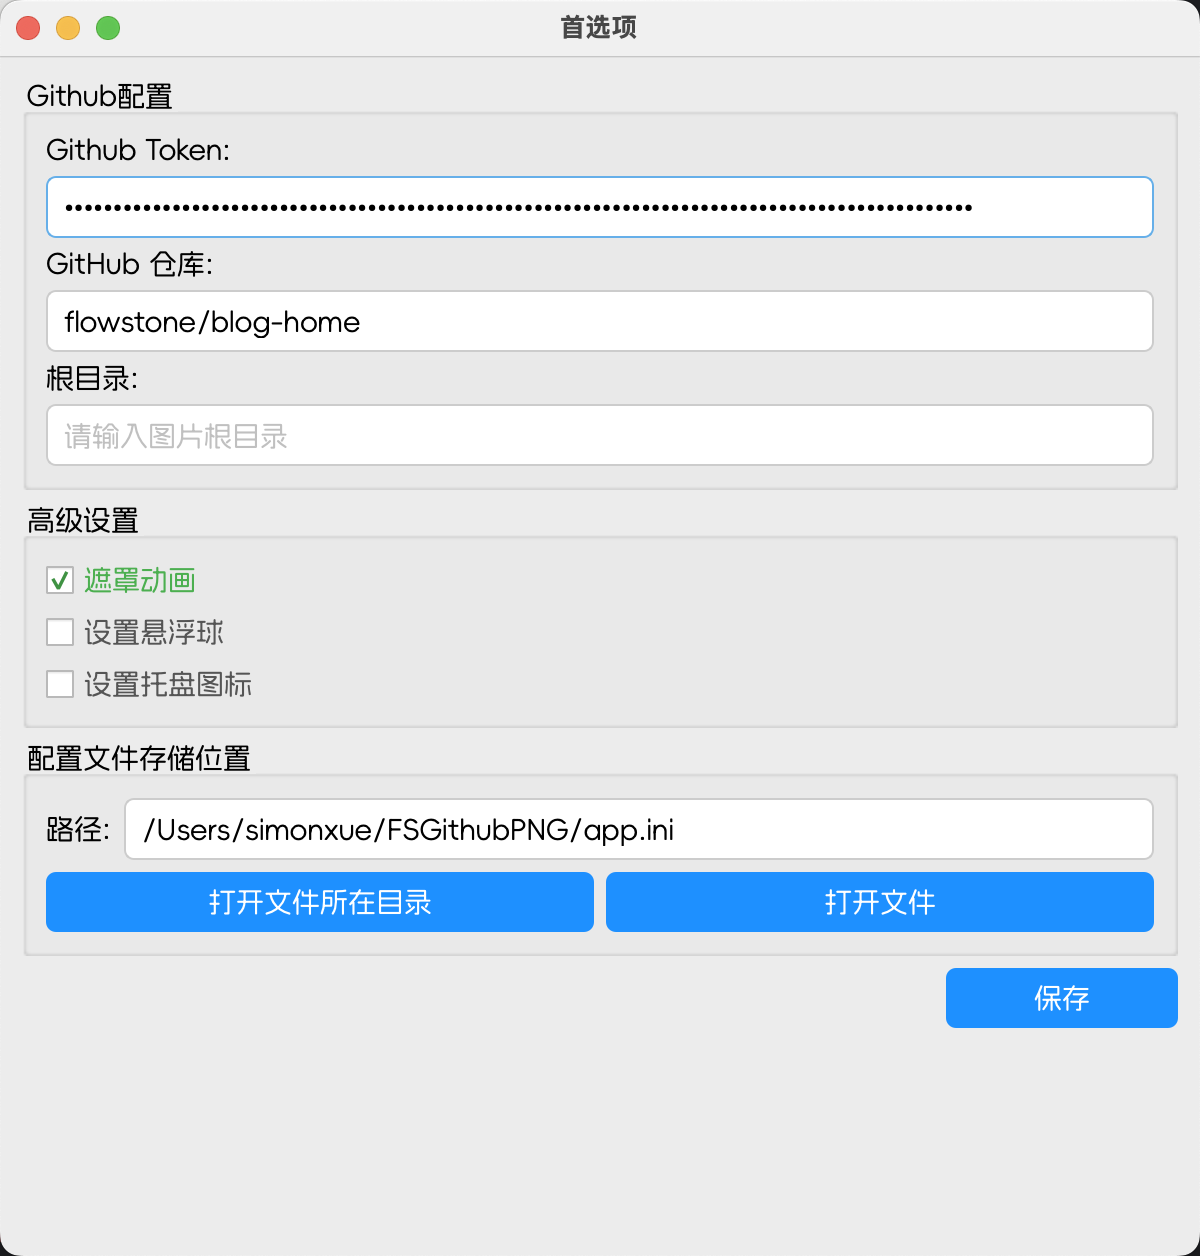 首选项
Github配置
Github Token:
GitHub 仓库:
flowstone/blog-home
根目录:
请输入图片根目录
高级设置
遮罩动画
设置悬浮球
设置托盘图标
配置文件存储位置
路径: /Users/simonxue/FSGithubPNG/app.ini
打开文件所在目录 打开文件
保存